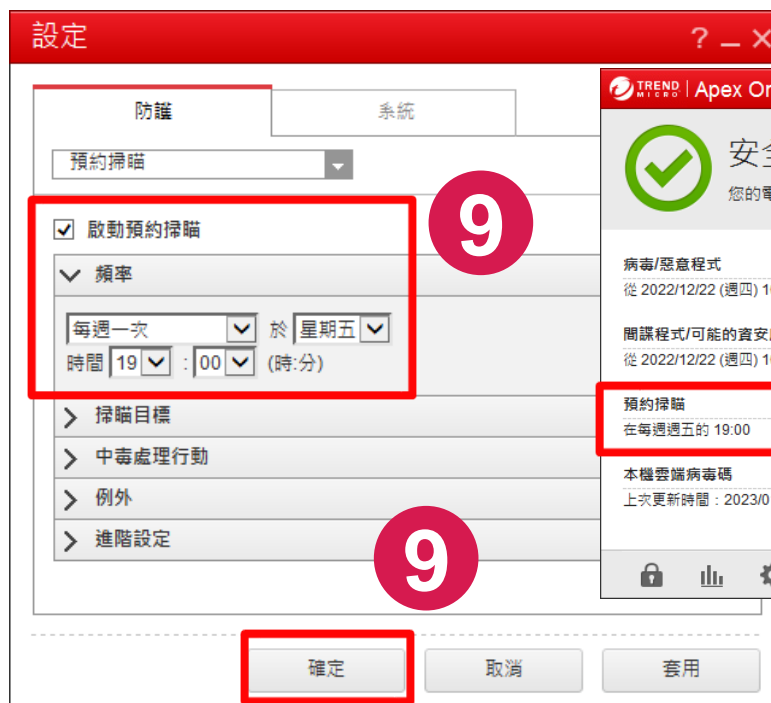 設定
? _ X
防護
系統
預約掃瞄
啟動預約掃瞄
頻率
每週一次 於 星期五
時間 19 : 00 (時:分)
掃瞄目標
中毒處理行動
例外
進階設定
9
9
確定
取消
套用
TREND MICRO | Apex On
安全
您的電
病毒/惡意程式
從 2022/12/22 (週四) 1
間諜程式/可能的資安
從 2022/12/22 (週四) 1
預約掃瞄
在每週週五的 19:00
本機雲端病毒碼
上次更新時間：2023/0